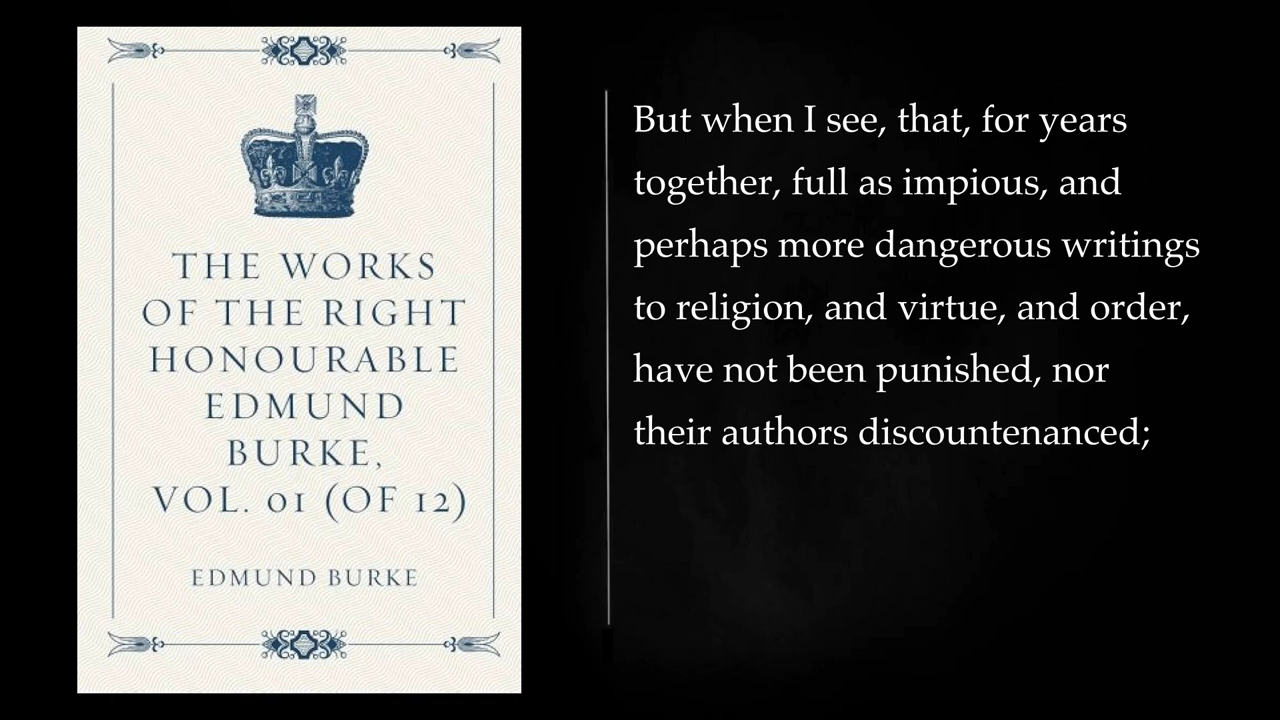 THE WORKS
OF THE RIGHT
HONOURABLE
EDMUND
BURKE,
VOL. 01 (OF 12)
EDMUND BURKE
But when I see, that, for years
together, full as impious, and
perhaps more dangerous writings
to religion, and virtue, and order,
have not been punished, nor
their authors discountenanced;